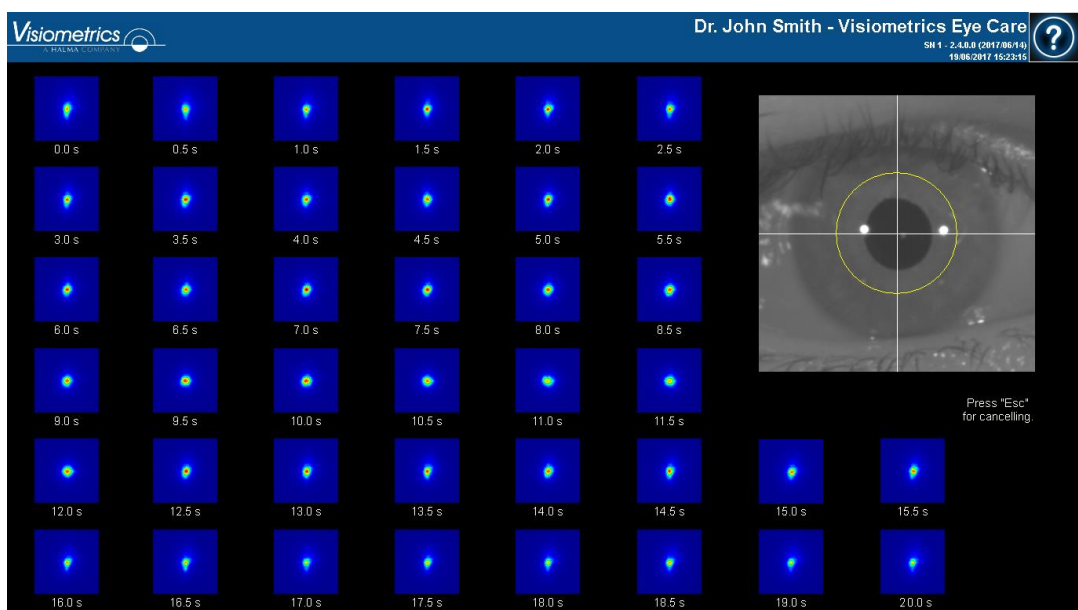 Visiometrics
A HALMA COMPANY
Dr. John Smith - Visiometrics Eye Care
SN 1 - 2.4.0.0 (2017/06/14)
19/06/2017 15:23:15
?
0.0 s 0.5 s 1.0 s 1.5 s 2.0 s 2.5 s
3.0 s 3.5 s 4.0 s 4.5 s 5.0 s 5.5 s
6.0 s 6.5 s 7.0 s 7.5 s 8.0 s 8.5 s
9.0 s 9.5 s 10.0 s 10.5 s 11.0 s 11.5 s
Press "Esc"
for cancelling.
12.0 s 12.5 s 13.0 s 13.5 s 14.0 s 14.5 s 15.0 s 15.5 s
16.0 s 16.5 s 17.0 s 17.5 s 18.0 s 18.5 s 19.0 s 20.0 s